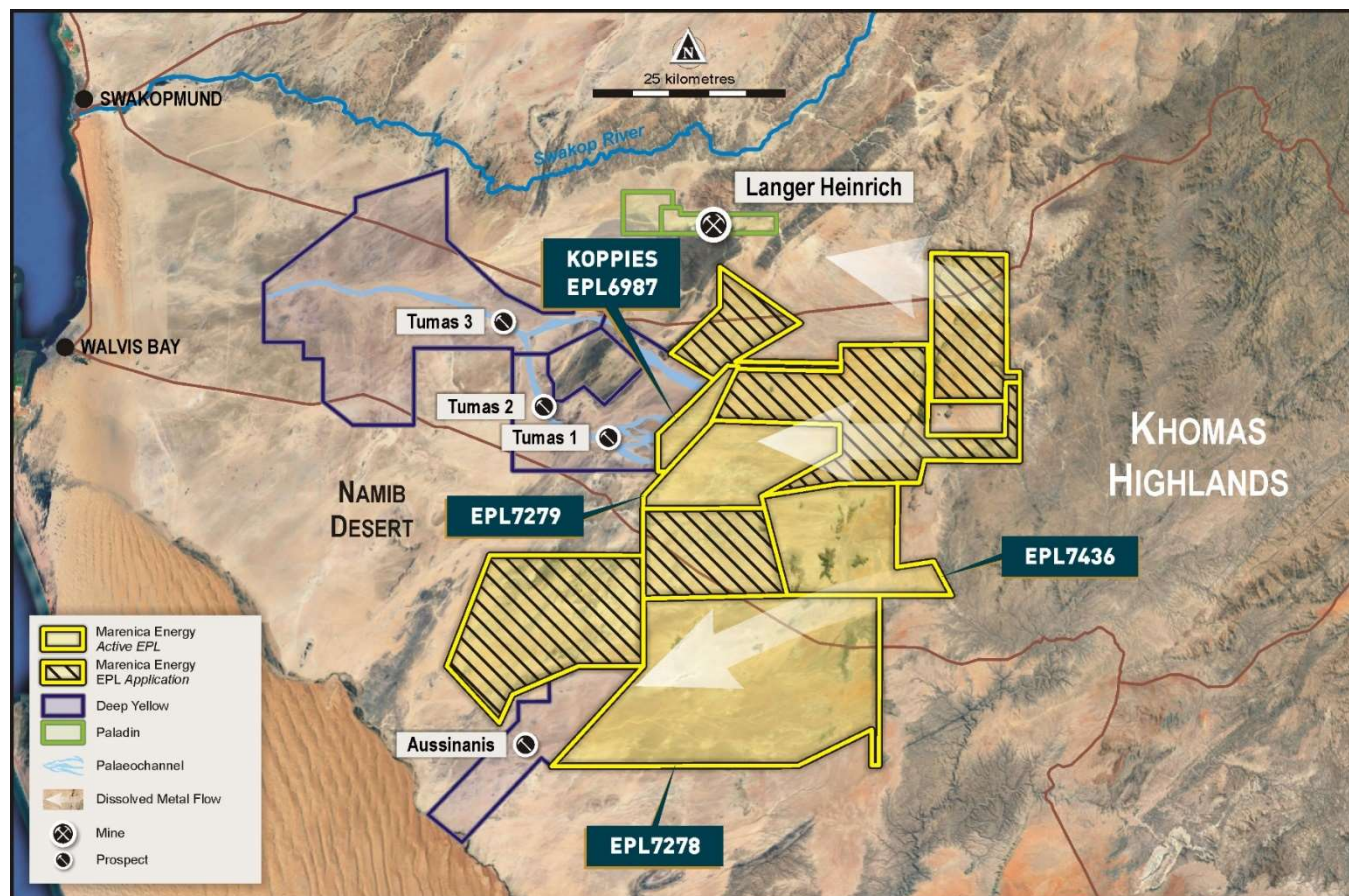 N
25 kilometres
SWAKOPMUND
Swakop River
Langer Heinrich
KOPPIES
EPL6987
Tumas 3
WALVIS BAY
Tumas 2
Tumas 1
KHOMAS
HIGHLANDS
NAMIB
DESERT
EPL7279
EPL7436
Aussinanis
EPL7278
Marenica Energy
Active EPL
Marenica Energy
EPL Application
Deep Yellow
Paladin
Palaeochannel
Dissolved Metal Flow
Mine
Prospect